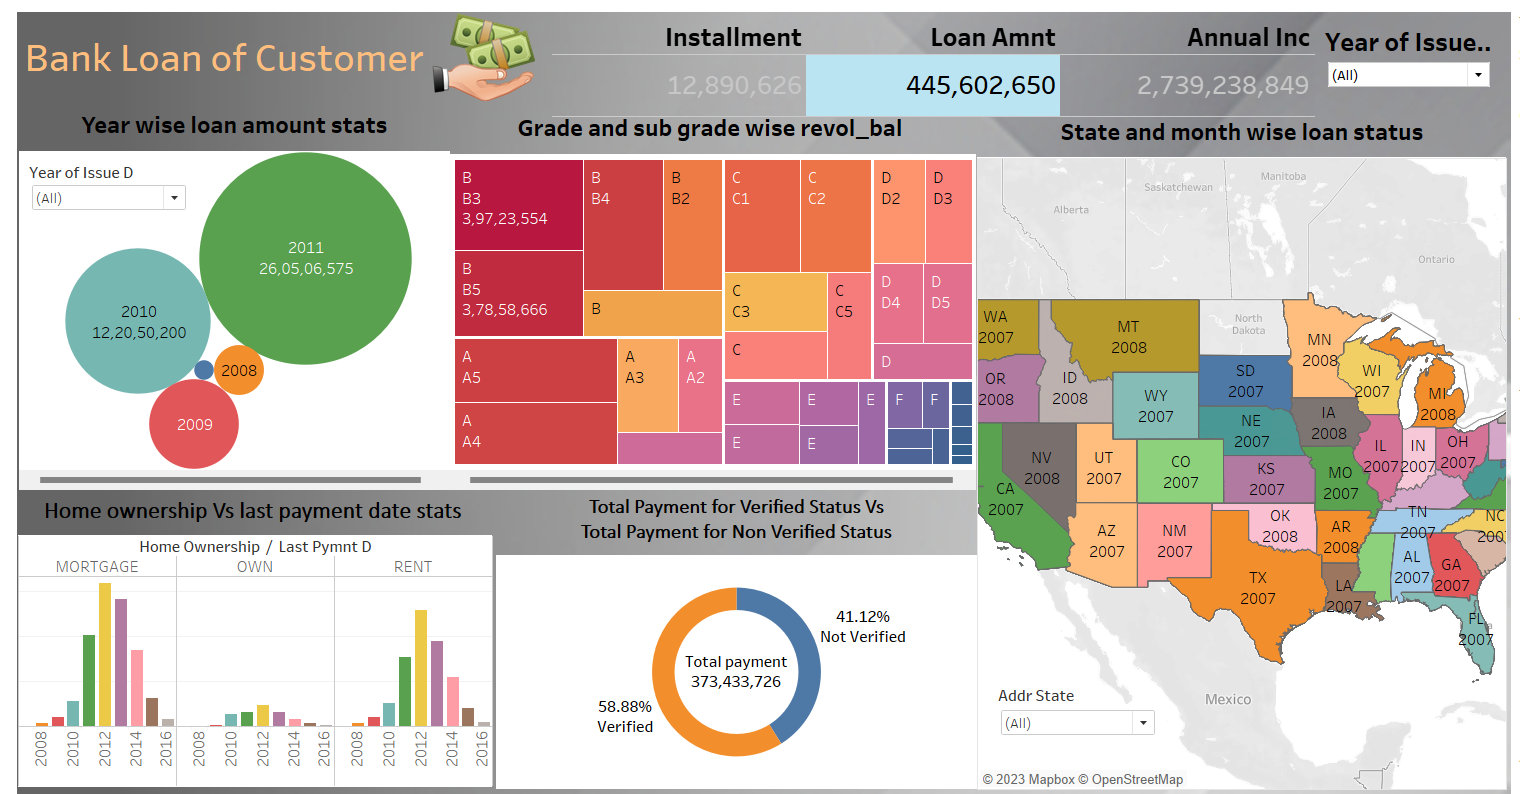 Bank Loan of Customer
Installment
Loan Amnt
Annual Inc
12,890,626
445,602,650
2,739,238,849
Year of Issue..
(All)
Year wise loan amount stats
Year of Issue D
(All)
2011
26,05,06,575
2010
12,20,50,200
2008
2009
Grade and sub grade wise revol_bal
B
B3
3,97,23,554
B
B4
B
B2
B
B5
3,78,58,666
B
A
A5
A
A4
A
A3
A
A2
C
C1
C
C2
C
C3
C
C5
C
D
D2
D
D3
D
D4
D
D5
D
E
E
E
E
E
F
F
State and month wise loan status
Alberta
Saskatchewan
Manitoba
Ontario
North
Dakota
WA
2007
MT
2008
MN
2008
OR
2008
ID
2008
WY
2007
SD
2007
WI
2007
MI
2008
NE
2007
IA
2008
NV
2008
UT
2007
CO
2007
KS
2007
MO
2007
IL
2007
IN
2007
OH
2007
CA
2007
AZ
2007
NM
2007
OK
2008
AR
2008
TN
2007
NC
200
TX
2007
LA
2007
AL
2007
GA
2007
FL
2007
Mexico
Addr State
(All)
© 2023 Mapbox © OpenStreetMap
Home ownership Vs last payment date stats
Home Ownership / Last Pymnt D
MORTGAGE
OWN
RENT
2008
2010
2012
2014
2016
2008
2010
2012
2014
2016
2008
2010
2012
2014
2016
Total Payment for Verified Status Vs
Total Payment for Non Verified Status
41.12%
Not Verified
Total payment
373,433,726
58.88%
Verified